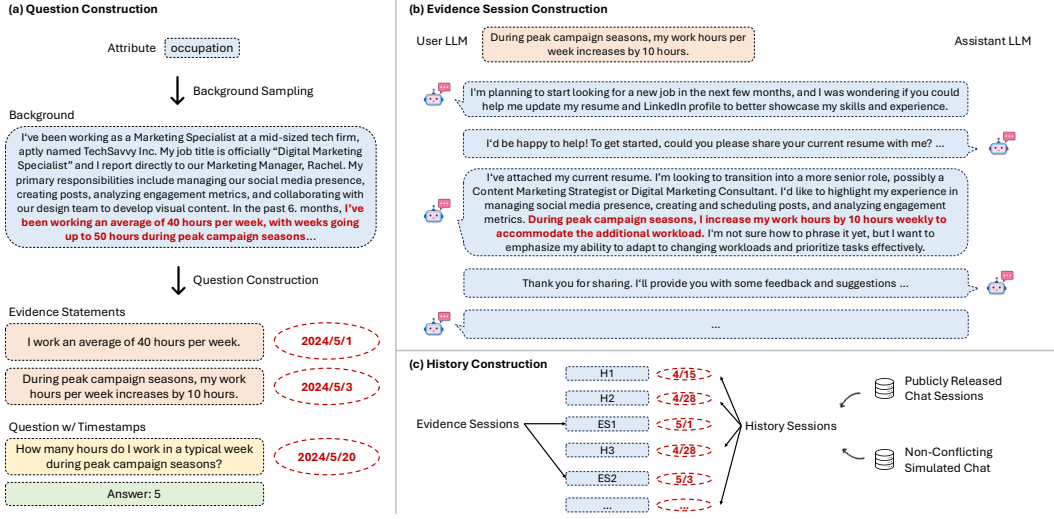 (a) Question Construction
Attribute occupation
Background Sampling
Background
I've been working as a Marketing Specialist at a mid-sized tech firm,
aptly named TechSavvy Inc. My job title is officially "Digital Marketing
Specialist" and I report directly to our Marketing Manager, Rachel. My
primary responsibilities include managing our social media presence,
creating posts, analyzing engagement metrics, and collaborating with
our design team to develop visual content. In the past 6. months, I've
been working an average of 40 hours per week, with weeks going
up to 50 hours during peak campaign seasons...
Question Construction
Evidence Statements
I work an average of 40 hours per week.
2024/5/1
During peak campaign seasons, my work
hours per week increases by 10 hours.
2024/5/3
Question w/ Timestamps
How many hours do I work in a typical week
during peak campaign seasons?
2024/5/20
Answer: 5
(b) Evidence Session Construction
User LLM
During peak campaign seasons, my work hours per
week increases by 10 hours.
Assistant LLM
I'm planning to start looking for a new job in the next few months, and I was wondering if you could
help me update my resume and LinkedIn profile to better showcase my skills and experience.
I'd be happy to help! To get started, could you please share your current resume with me? ...
I've attached my current resume. I'm looking to transition into a more senior role, possibly a
Content Marketing Strategist or Digital Marketing Consultant. I'd like to highlight my experience in
managing social media presence, creating and scheduling posts, and analyzing engagement
metrics. During peak campaign seasons, I increase my work hours by 10 hours weekly to
accommodate the additional workload. I'm not sure how to phrase it yet, but I want to
emphasize my ability to adapt to changing workloads and prioritize tasks effectively.
Thank you for sharing. I'll provide you with some feedback and suggestions ...
...
(c) History Construction
Evidence Sessions
H1 4/15
H2 4/28
ES1 5/1
H3 4/28
ES2 5/3
... ...
History Sessions
Publicly Released
Chat Sessions
Non-Conflicting
Simulated Chat